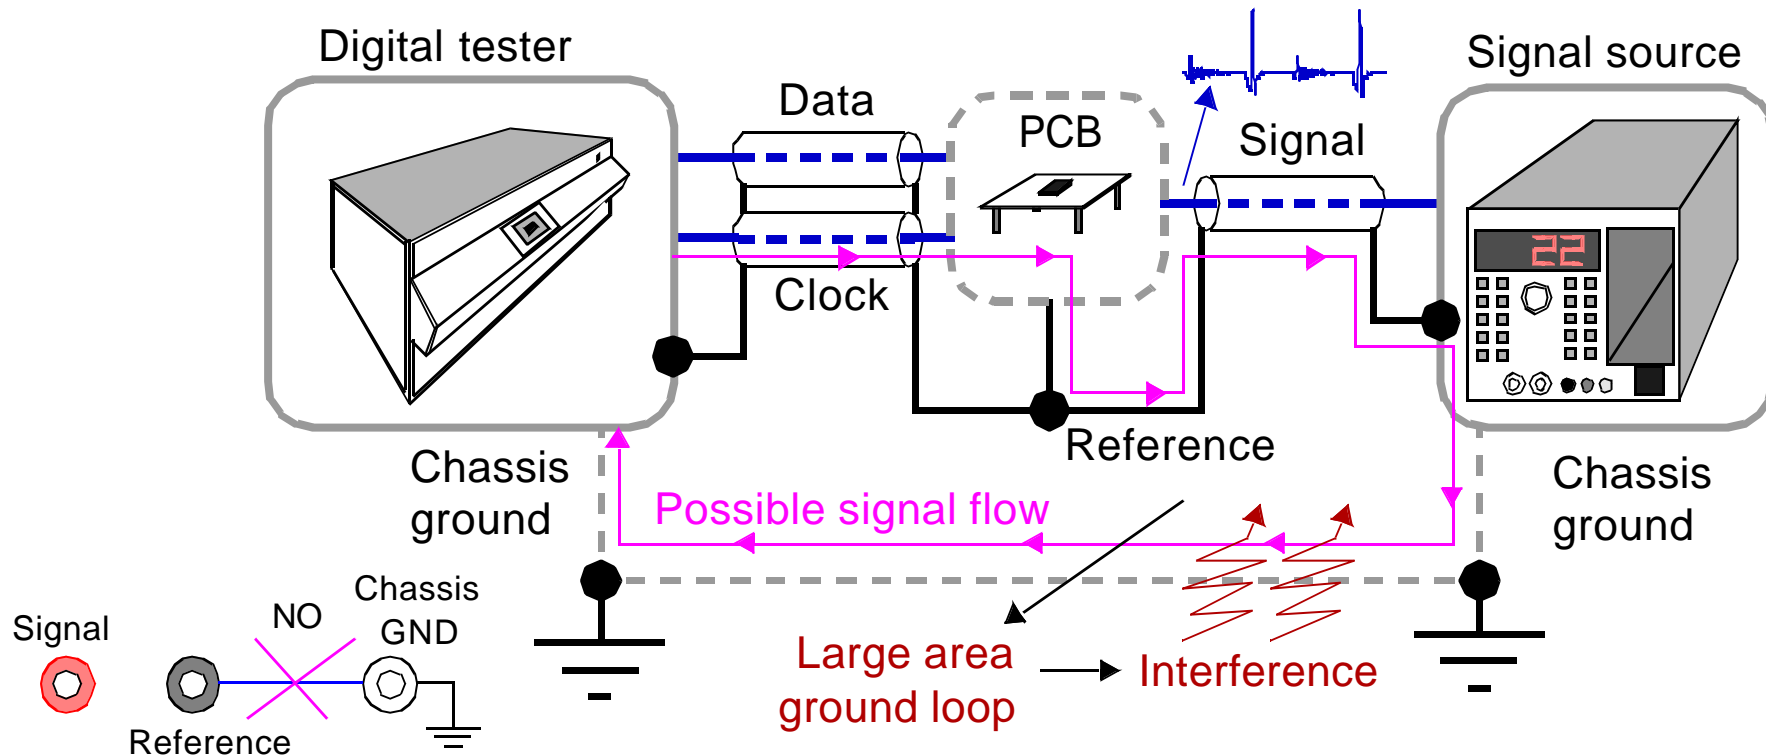 Digital tester
Signal source
Data
PCB
Signal
Clock
22
Reference
Chassis
ground
Chassis
ground
Possible signal flow
Signal
NO
Chassis
GND
Reference
Large area
ground loop
Interference